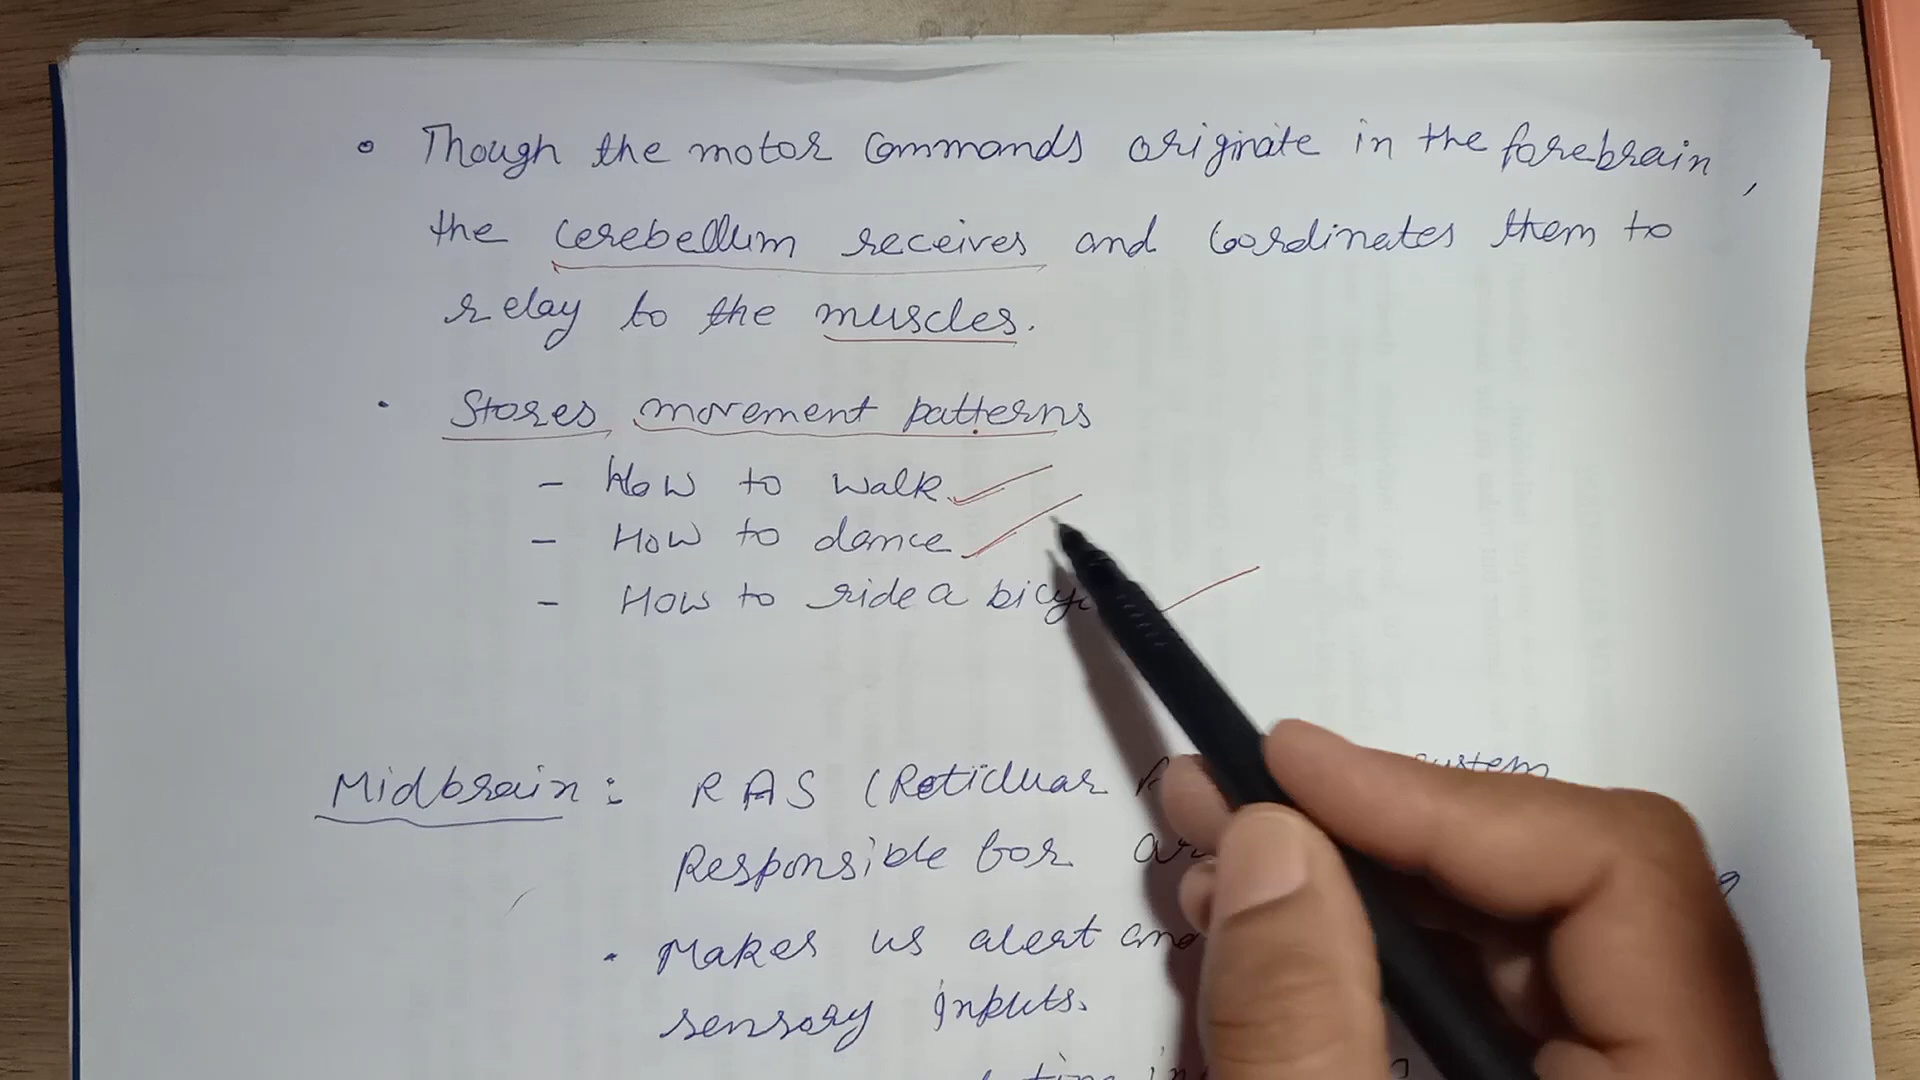 Though the motor commands originate in the forebrain,
the cerebellum receives and coordinates them to
relay to the muscles.
Stores movement patterns
- How to walk
- How to dance
- How to ride a
Midbrain: RAS (Reticluar system
Responsible for
Makes us alert and
sensory inputs.